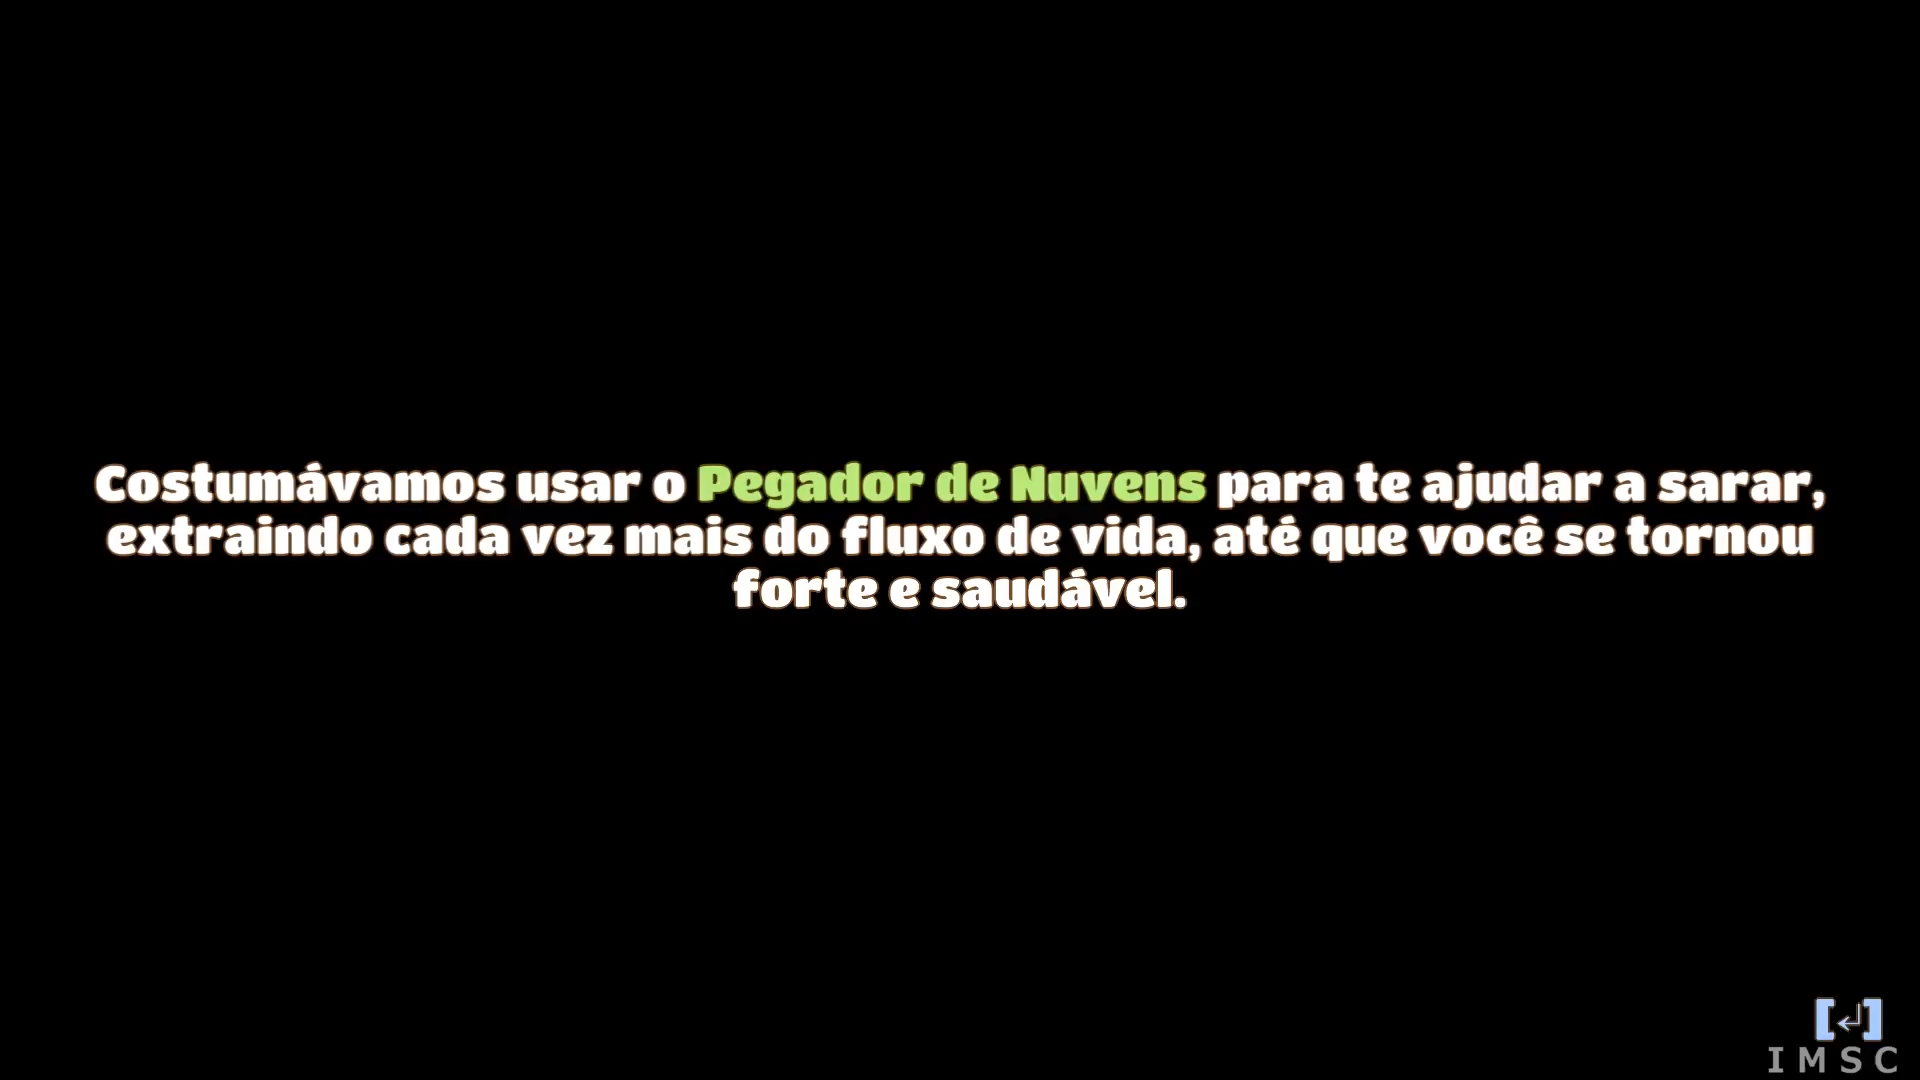 Costumávamos usar o Pegador de Nuvens para te ajudar a sarar,
extraindo cada vez mais do fluxo de vida, até que você se tornou
forte e saudável.
[↵]
IMSC